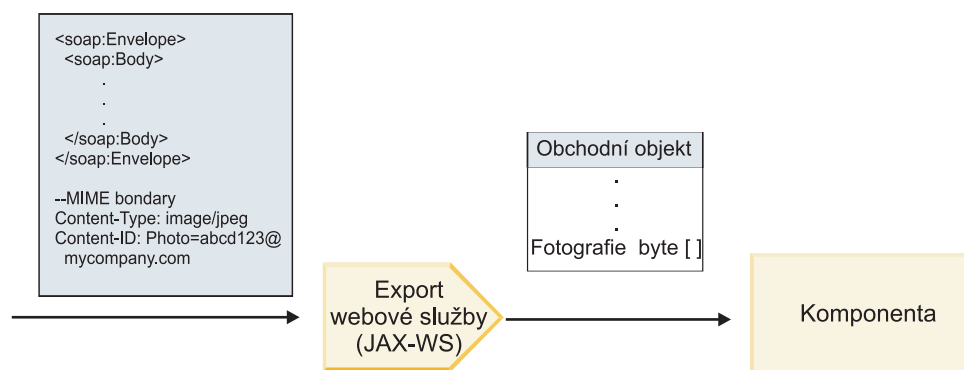 <soap:Envelope>
<soap:Body>
.
.
.
</soap:Body>
</soap:Envelope>
--MIME bondary
Content-Type: image/jpeg
Content-ID: Photo=abcd123@
mycompany.com
Export
webové služby
(JAX-WS)
Obchodní objekt
.
.
.
Fotografie byte [ ]
Komponenta